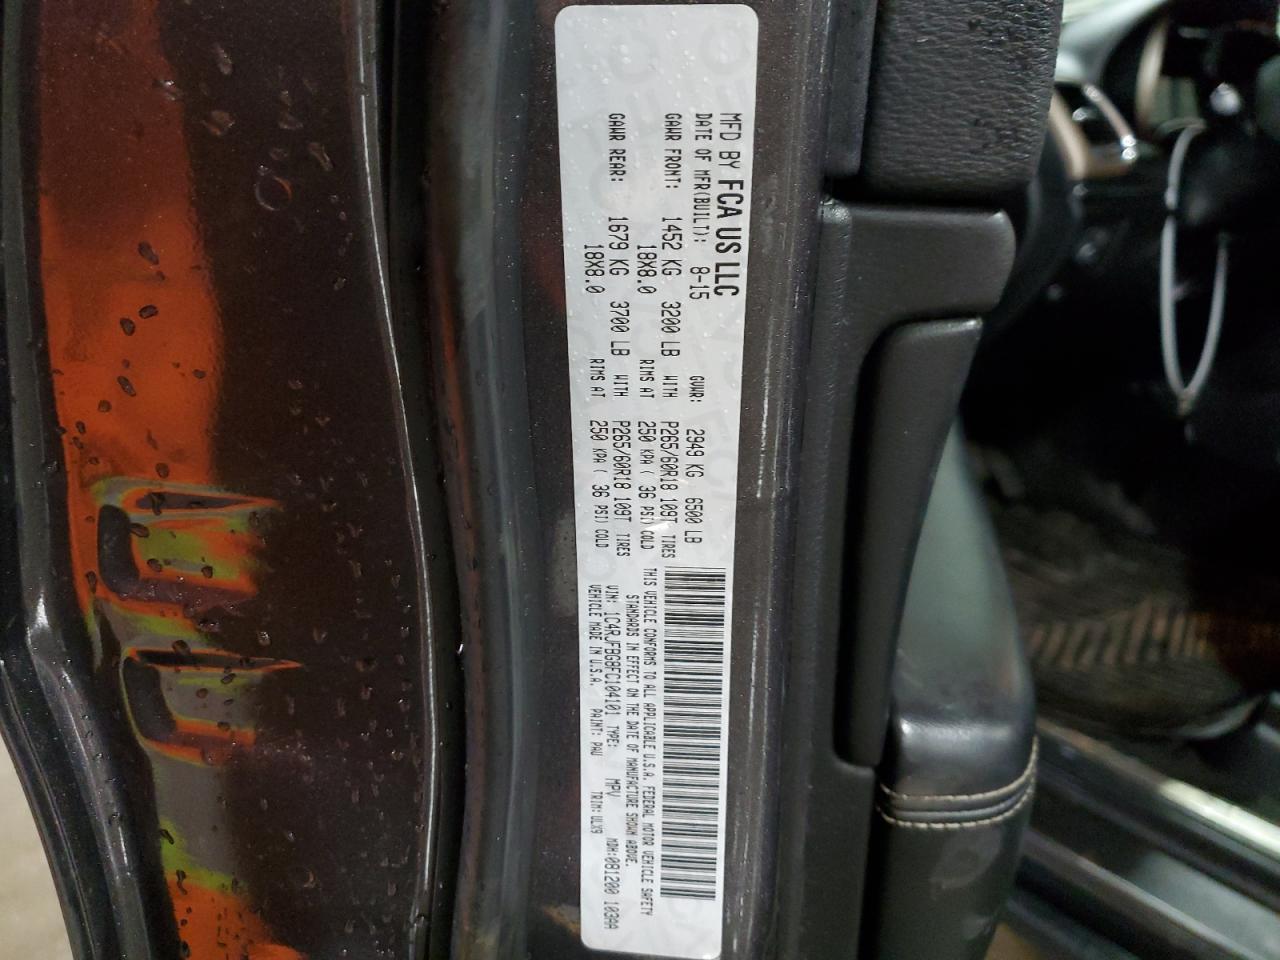 MFD BY FCA US LLC
DATE OF MFR(BUILT): 8-15 GVWR: 2949 KG 6500 LB
GAWR FRONT: 1452 KG 3200 LB WITH P265/60R18 109T TIRES
18X8.0 RIMS AT 250 KPA ( 36 PSI) COLD
GAWR REAR: 1679 KG 3700 LB WITH P265/60R18 109T TIRES
18X8.0 RIMS AT 250 KPA ( 36 PSI) COLD
THIS VEHICLE CONFORMS TO ALL APPLICABLE U.S.A. FEDERAL MOTOR VEHICLE SAFETY
STANDARDS IN EFFECT ON THE DATE OF MANUFACTURE SHOWN ABOVE.
VIN: 1C4RJFBG8FC104101 TYPE: MPV MDH:081200 103AA
VEHICLE MADE IN U.S.A. PAINT: PAU TRIM: ULX9